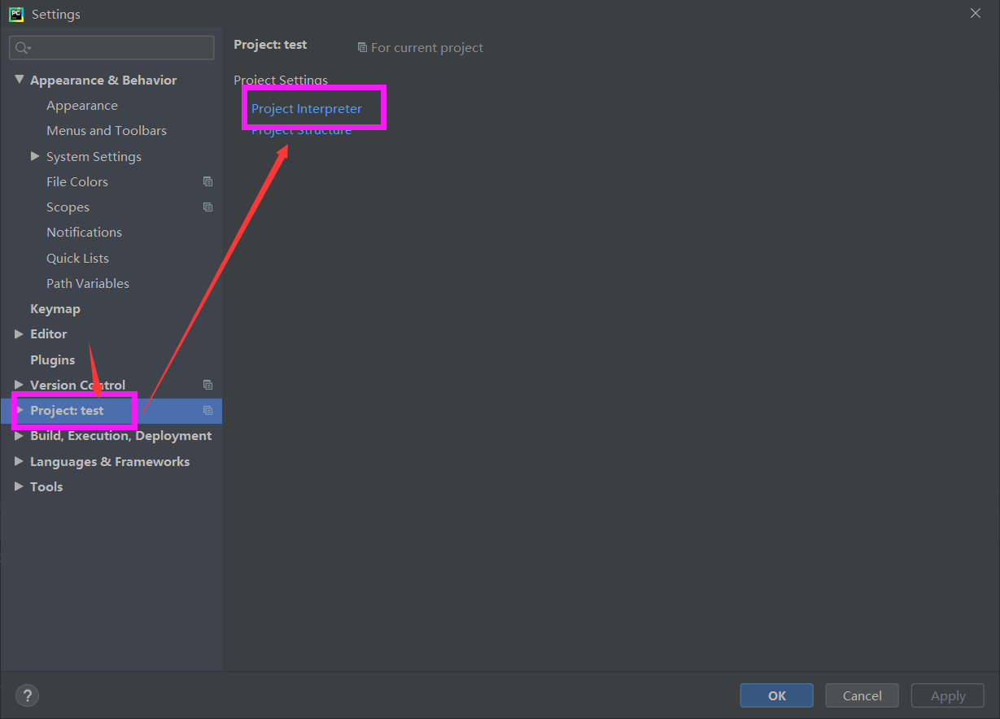 PC
Settings
Project: test
For current project
Appearance & Behavior
Project Settings
Appearance
Project Interpreter
Menus and Toolbars
Project Structure
System Settings
File Colors
Scopes
Notifications
Quick Lists
Path Variables
Keymap
Editor
Plugins
Version Control
Project: test
Build, Execution, Deployment
Languages & Frameworks
Tools
?
OK
Cancel
Apply